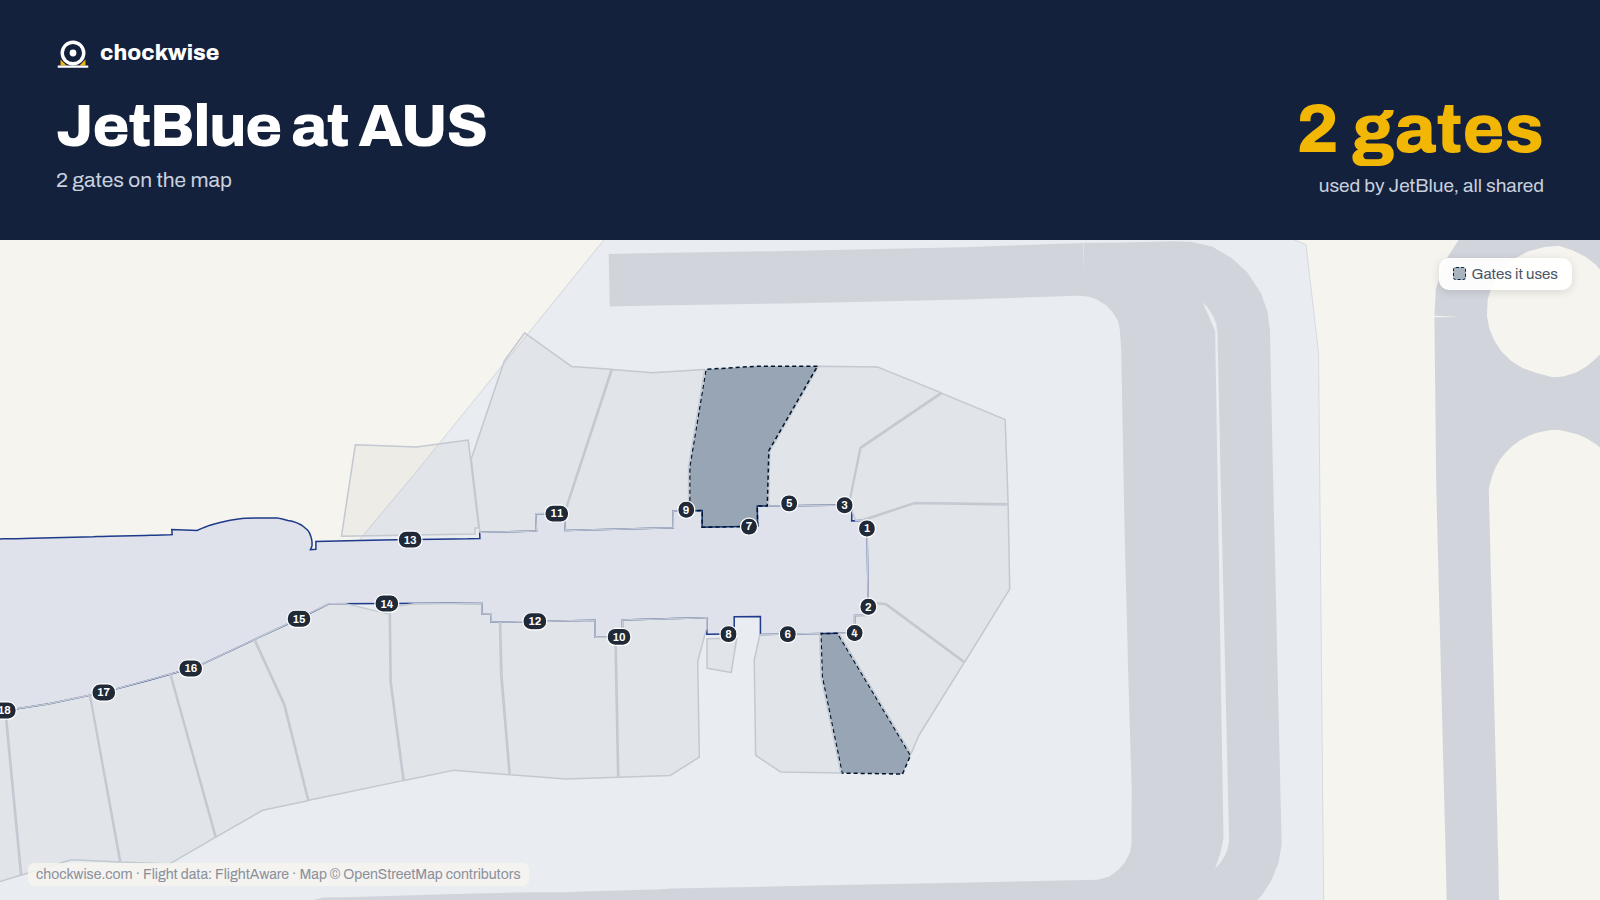 chockwise
JetBlue at AUS
2 gates on the map
2 gates
used by JetBlue, all shared
Gates it uses
5
3
9
11
7
1
13
14
2
15
12
4
8
6
10
16
17
18
chockwise.com · Flight data: FlightAware · Map © OpenStreetMap contributors